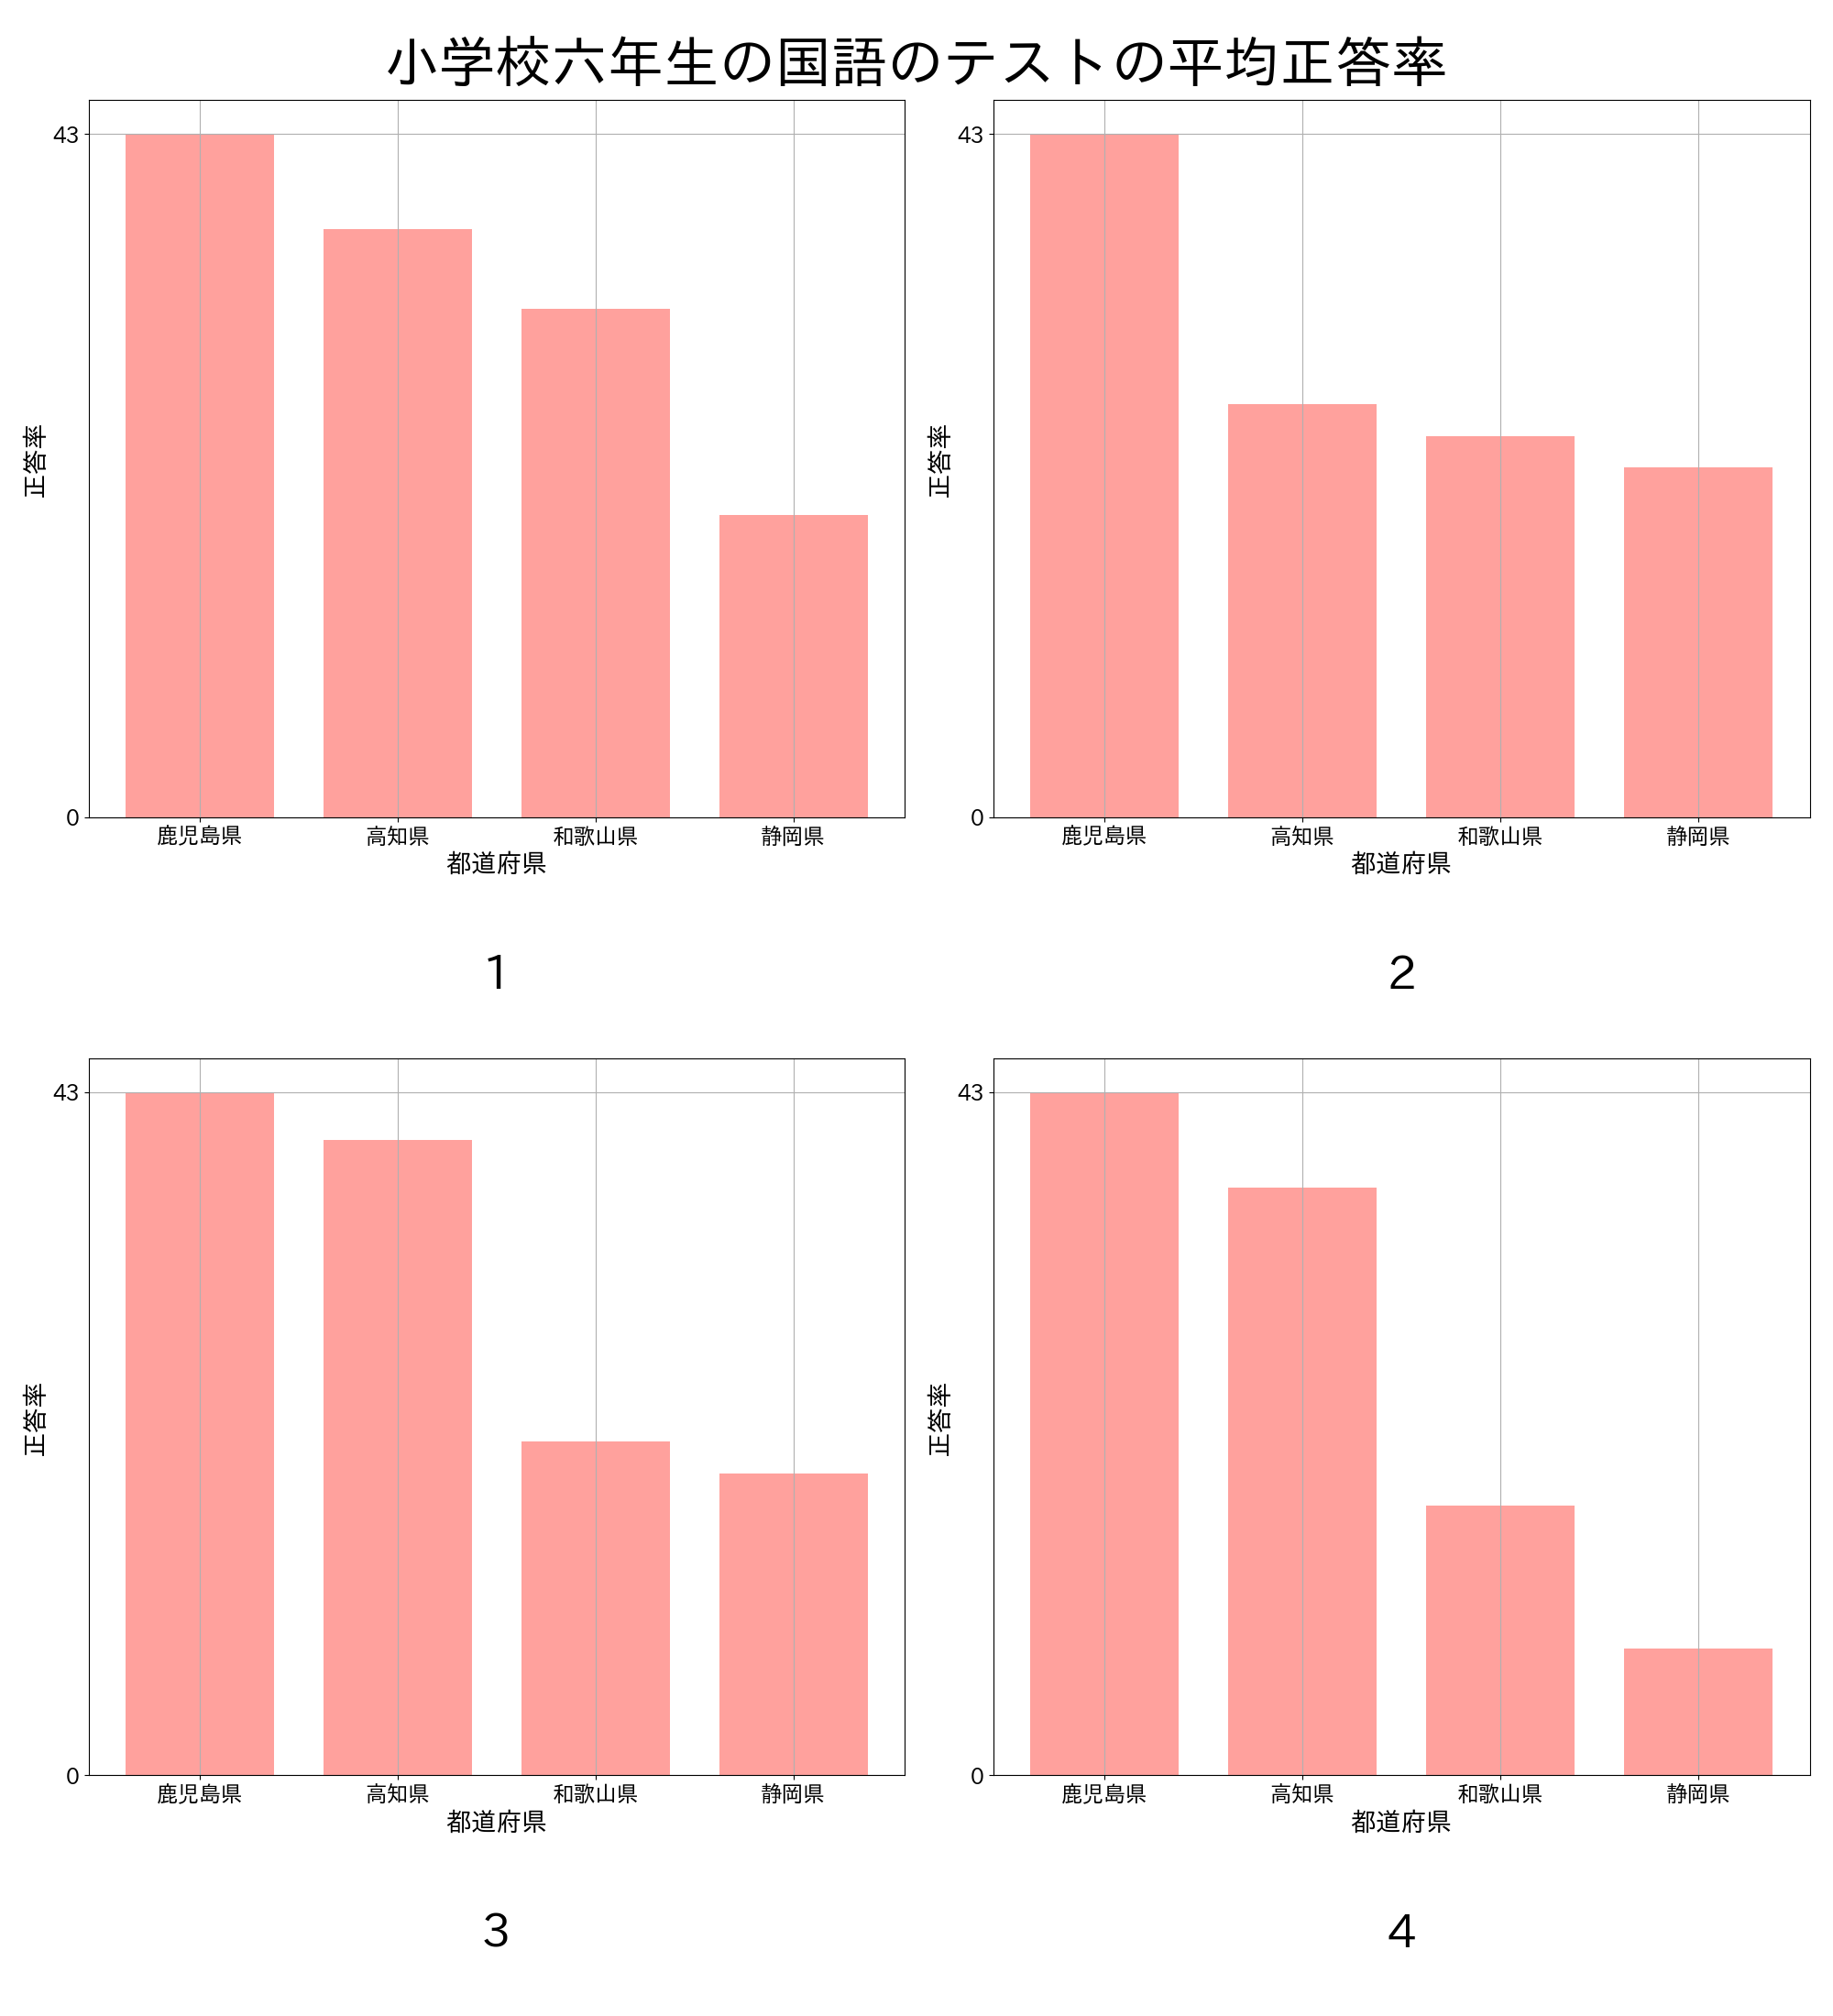 小学校六年生の国語のテストの平均正答率
43
正答率
0
鹿児島県 高知県 和歌山県 静岡県
都道府県
1
43
正答率
0
鹿児島県 高知県 和歌山県 静岡県
都道府県
2
43
正答率
0
鹿児島県 高知県 和歌山県 静岡県
都道府県
3
43
正答率
0
鹿児島県 高知県 和歌山県 静岡県
都道府県
4